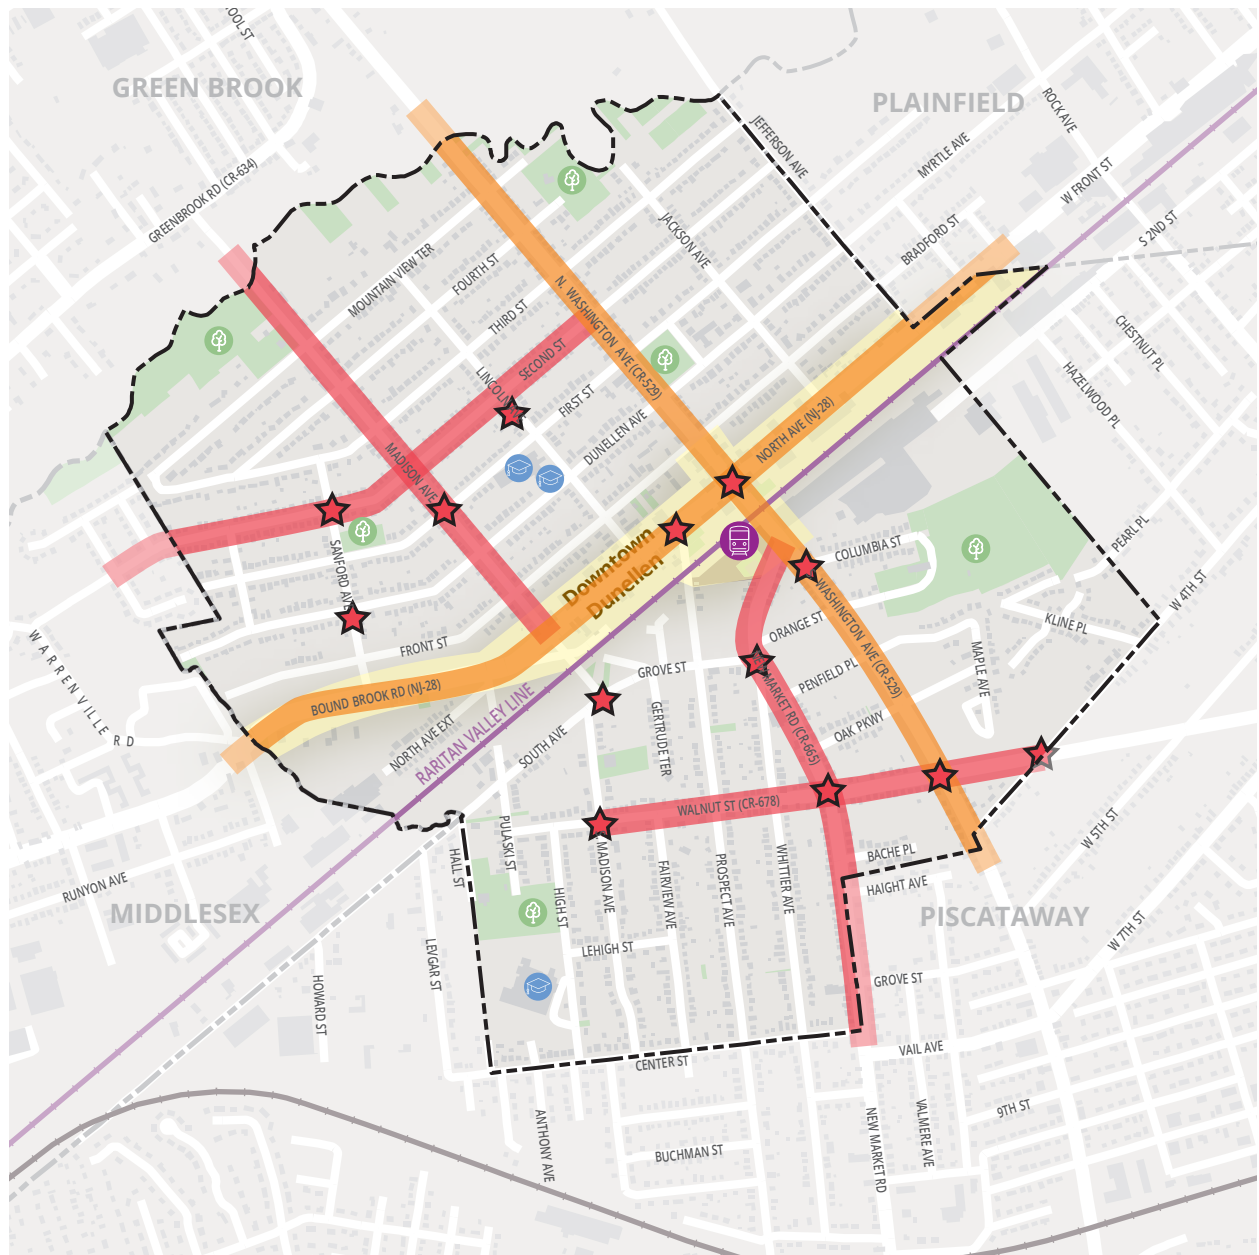 OOL ST
GREEN BROOK
PLAINFIELD
ROCK AVE
JEFFERSON AVE
MYRTLE AVE
W FRONT ST
GREENBROOK RD (CR-634)
S 2ND ST
JACKSON AVE
BRADFORD ST
MOUNTAIN VIEW TER
FOURTH ST
THIRD ST
N. WASHINGTON AVE (CR-529)
CHESTNUT PL
SECOND ST
HAZELWOOD PL
LINCOLN
FIRST ST
DUNELLEN AVE
NORTH AVE (NJ-28)
MADISON AVE
PEARL PL
Downtown
Dunellen
COLUMBIA ST
SANFORD AVE
W 4TH ST
WASHINGTON AVE (CR-529)
ORANGE ST
KLINE PL
WARRENVILLE RD
FRONT ST
GROVE ST
PENFIELD PL
MAPLE AVE
BOUND BROOK RD (NJ-28)
MARKET RD (CR-665)
GERTRUDE TER
OAK PKWY
NORTH AVE EXT
RARITAN VALLEY LINE
SOUTH AVE
WALNUT ST (CR-678)
W 5TH ST
PULASKI ST
HALL ST
MADISON AVE
FAIRVIEW AVE
PROSPECT AVE
WHITTIER AVE
BACHE PL
HAIGHT AVE
RUNYON AVE
MIDDLESEX
HIGH ST
PISCATAWAY
W 7TH ST
LEHIGH ST
LEVGAR ST
HOWARD ST
GROVE ST
CENTER ST
VAIL AVE
9TH ST
ANTHONY AVE
BUCHMAN ST
NEW MARKET RD
VALMERE AVE